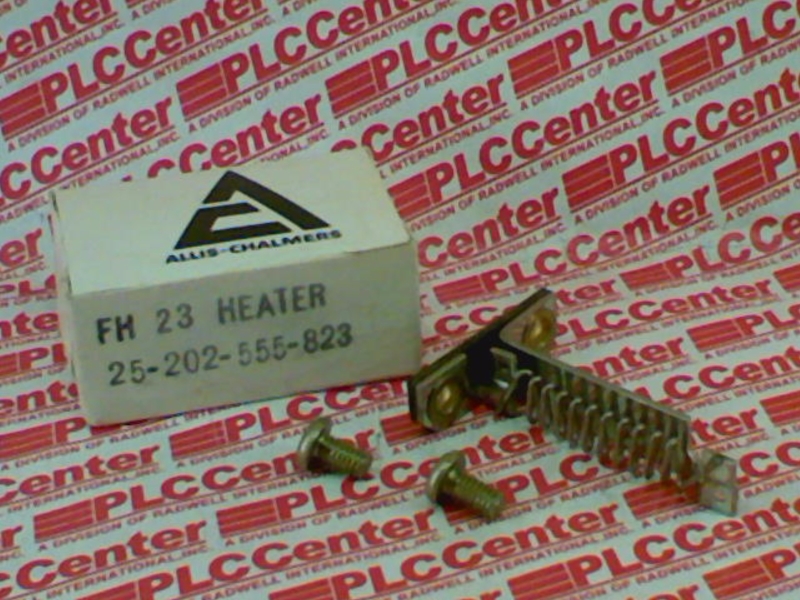 PLCCenter
A DIVISION OF RADWELL INTERNATIONAL, INC.
ALLIS-CHALMERS
FH 23 HEATER
25-202-555-823